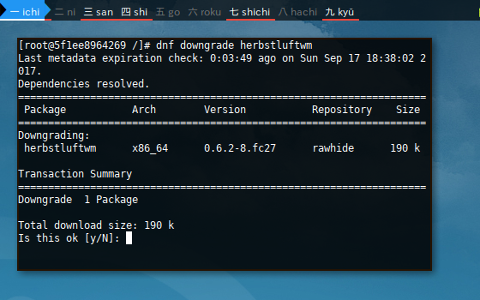 一 ichi 二 ni 三 san 四 shi 五 go 六 roku 七 shichi 八 hachi 九 kyū
[root@5f1ee8964269 /]# dnf downgrade herbstluftwm
Last metadata expiration check: 0:03:49 ago on Sun Sep 17 18:38:02 2
017.
Dependencies resolved.
================================================================================
Package Arch Version Repository Size
================================================================================
Downgrading:
herbstluftwm x86_64 0.6.2-8.fc27 rawhide 190 k
Transaction Summary
================================================================================
Downgrade 1 Package
Total download size: 190 k
Is this ok [y/N]: